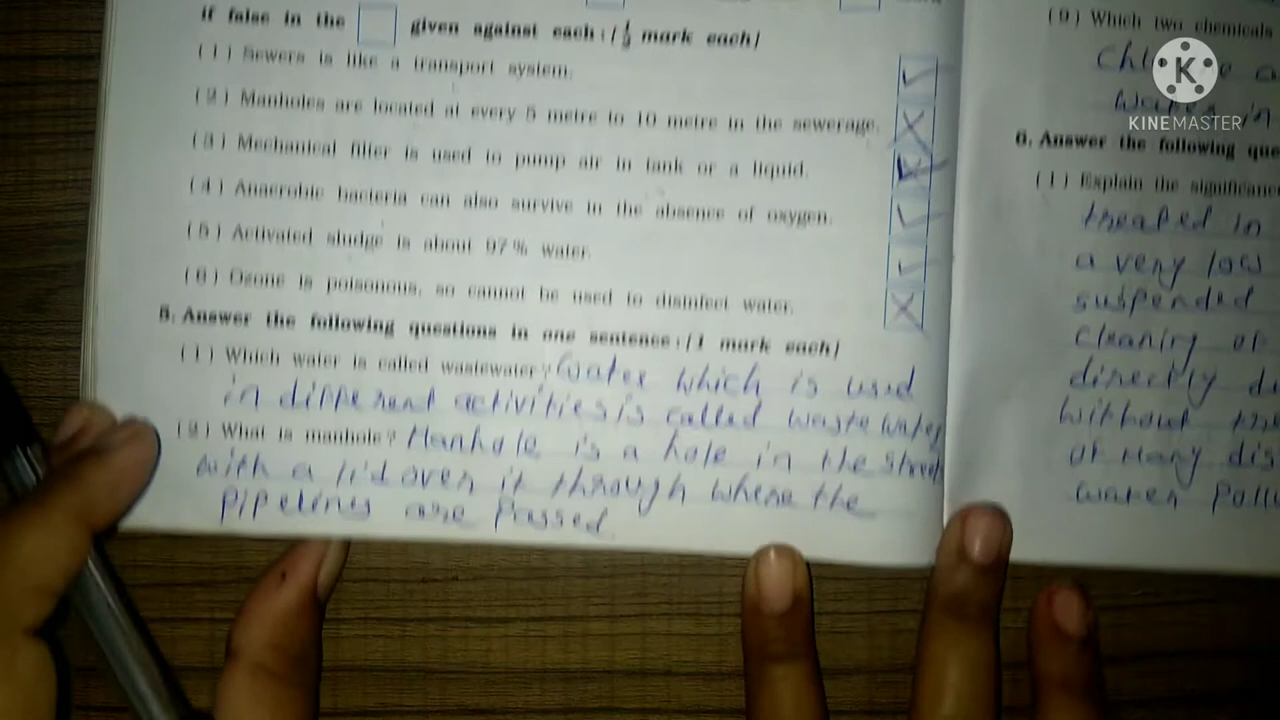 if false in the given against each : [½ mark each]
(1) Sewers is like a transport system.
(2) Manholes are located at every 5 metre to 10 metre in the sewerage.
(3) Mechanical filter is used to pump air in tank or a liquid.
(4) Anaerobic bacteria can also survive in the absence of oxygen.
(5) Activated sludge is about 97% water.
(6) Ozone is poisonous, so cannot be used to disinfect water.
5. Answer the following questions in one sentence : [1 mark each]
(1) Which water is called wastewater? Water which is used
in different activities is called wastewater
(2) What is manhole? Manhole is a hole in the street
with a lid over it through where the
pipelines are passed
(9) Which two chemicals
water in
6. Answer the following que
(1) Explain the significance
treated in
a very low
suspended
cleaning of
directly
without
of many dis
water pollu
KINEMASTER